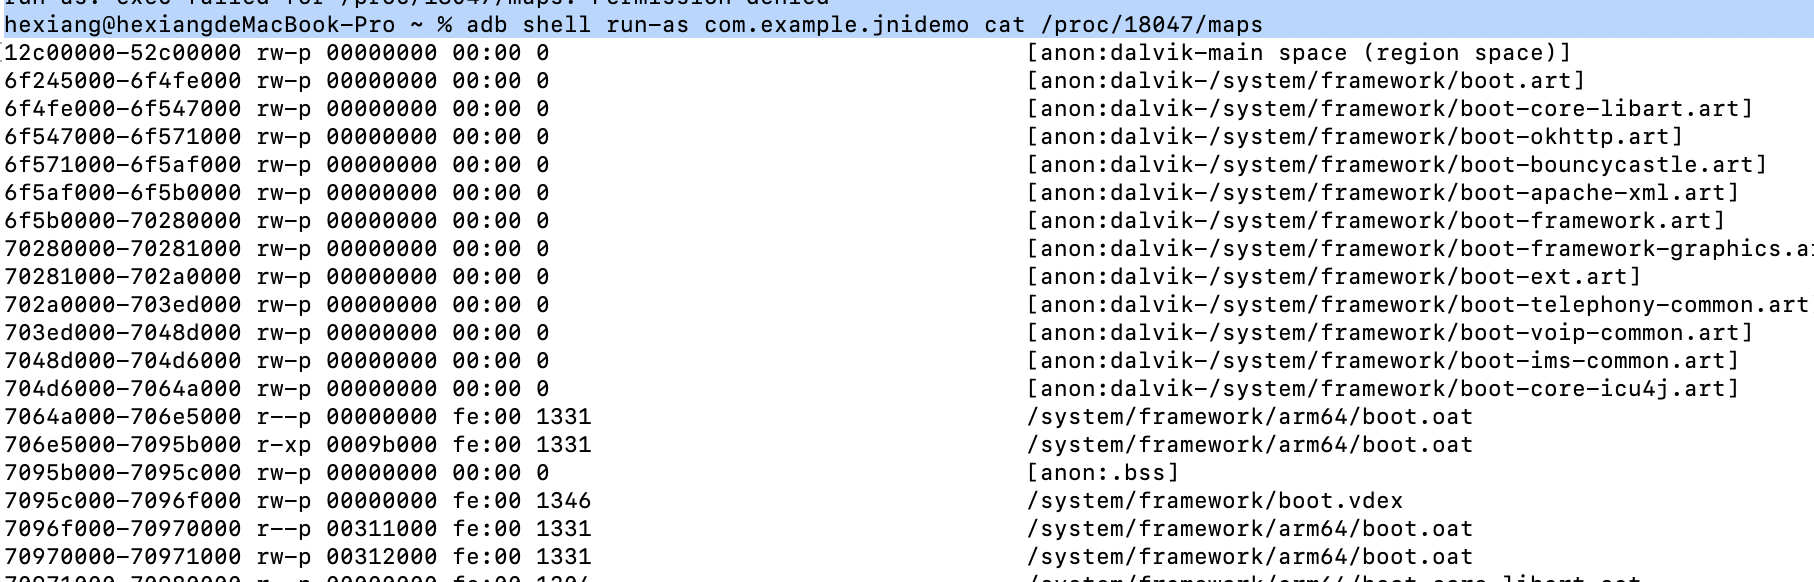 run-as: exec failed for /proc/18047/maps: Permission denied
hexiang@hexiangdeMacBook-Pro ~ % adb shell run-as com.example.jnidemo cat /proc/18047/maps
12c00000-52c00000 rw-p 00000000 00:00 0 [anon:dalvik-main space (region space)]
6f245000-6f4fe000 rw-p 00000000 00:00 0 [anon:dalvik-/system/framework/boot.art]
6f4fe000-6f547000 rw-p 00000000 00:00 0 [anon:dalvik-/system/framework/boot-core-libart.art]
6f547000-6f571000 rw-p 00000000 00:00 0 [anon:dalvik-/system/framework/boot-okhttp.art]
6f571000-6f5af000 rw-p 00000000 00:00 0 [anon:dalvik-/system/framework/boot-bouncycastle.art]
6f5af000-6f5b0000 rw-p 00000000 00:00 0 [anon:dalvik-/system/framework/boot-apache-xml.art]
6f5b0000-70280000 rw-p 00000000 00:00 0 [anon:dalvik-/system/framework/boot-framework.art]
70280000-70281000 rw-p 00000000 00:00 0 [anon:dalvik-/system/framework/boot-framework-graphics.a
70281000-702a0000 rw-p 00000000 00:00 0 [anon:dalvik-/system/framework/boot-ext.art]
702a0000-703ed000 rw-p 00000000 00:00 0 [anon:dalvik-/system/framework/boot-telephony-common.art
703ed000-7048d000 rw-p 00000000 00:00 0 [anon:dalvik-/system/framework/boot-voip-common.art]
7048d000-704d6000 rw-p 00000000 00:00 0 [anon:dalvik-/system/framework/boot-ims-common.art]
704d6000-7064a000 rw-p 00000000 00:00 0 [anon:dalvik-/system/framework/boot-core-icu4j.art]
7064a000-706e5000 r--p 00000000 fe:00 1331 /system/framework/arm64/boot.oat
706e5000-7095b000 r-xp 0009b000 fe:00 1331 /system/framework/arm64/boot.oat
7095b000-7095c000 rw-p 00000000 00:00 0 [anon:.bss]
7095c000-7096f000 rw-p 00000000 fe:00 1346 /system/framework/boot.vdex
7096f000-70970000 r--p 00311000 fe:00 1331 /system/framework/arm64/boot.oat
70970000-70971000 rw-p 00312000 fe:00 1331 /system/framework/arm64/boot.oat